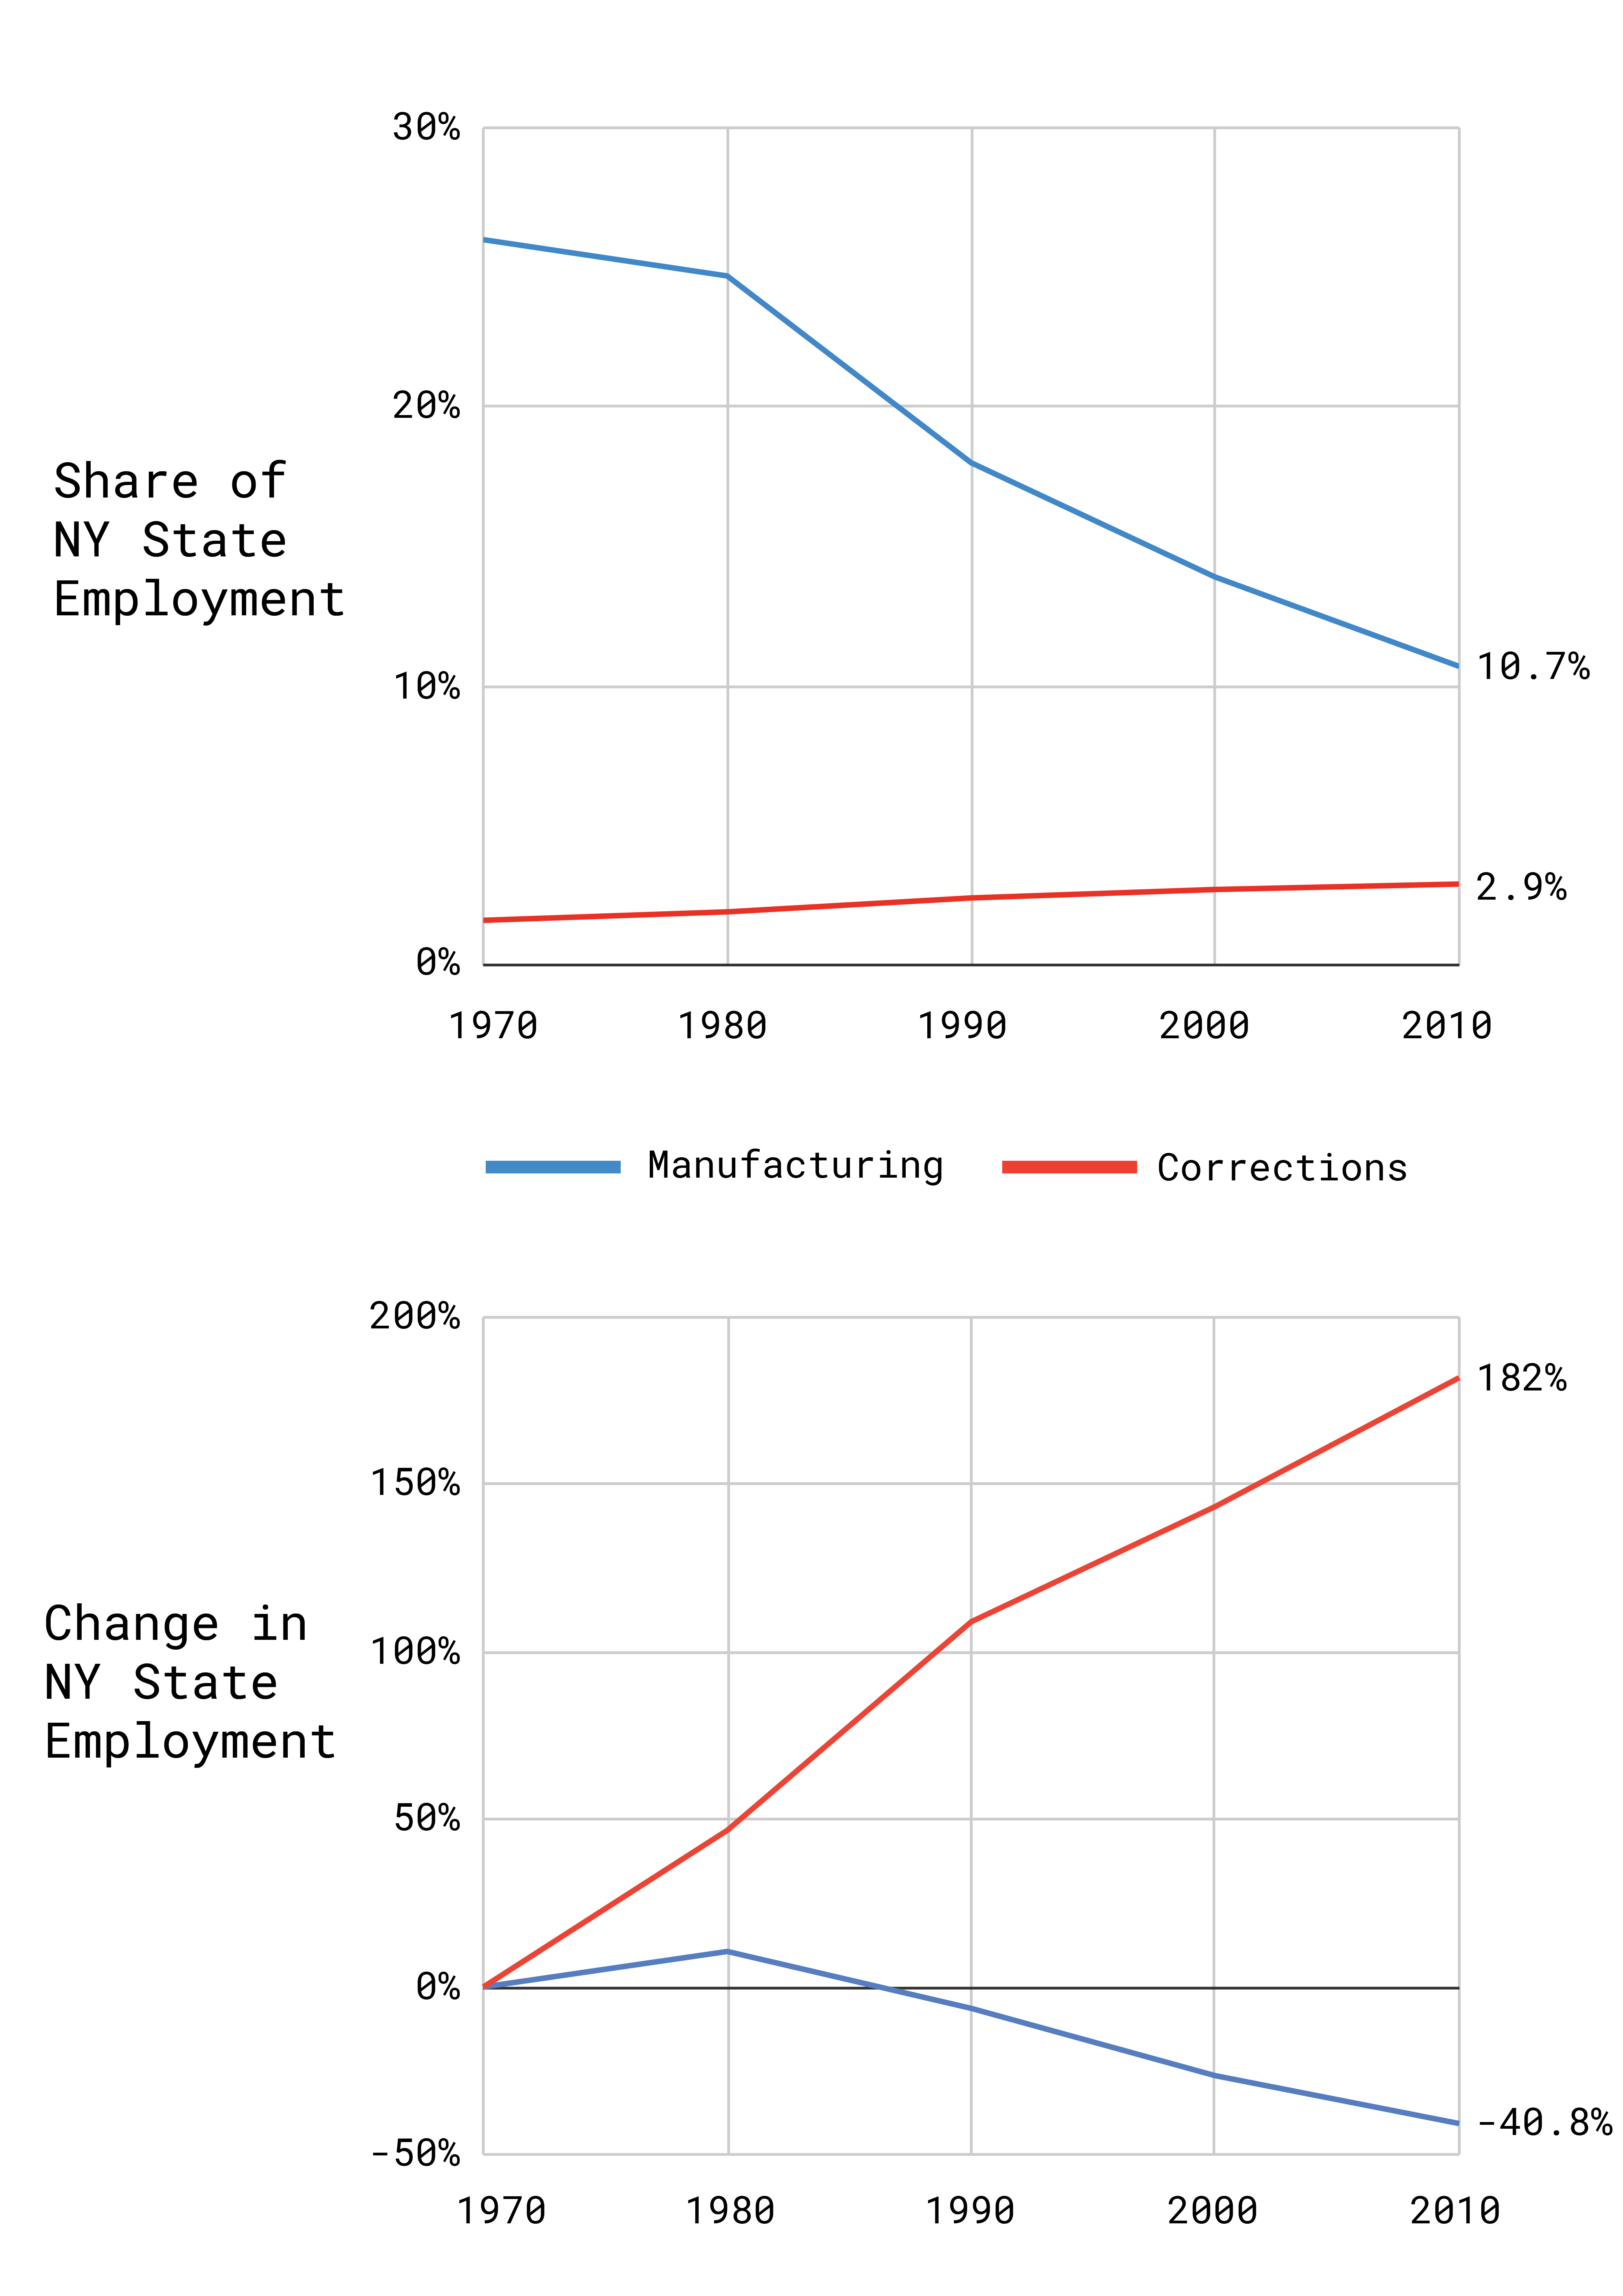 30%
20%
Share of
NY State
Employment
10%
10.7%
2.9%
0%
1970 1980 1990 2000 2010
Manufacturing Corrections
200%
182%
150%
Change in
NY State
Employment
100%
50%
0%
-40.8%
-50%
1970 1980 1990 2000 2010